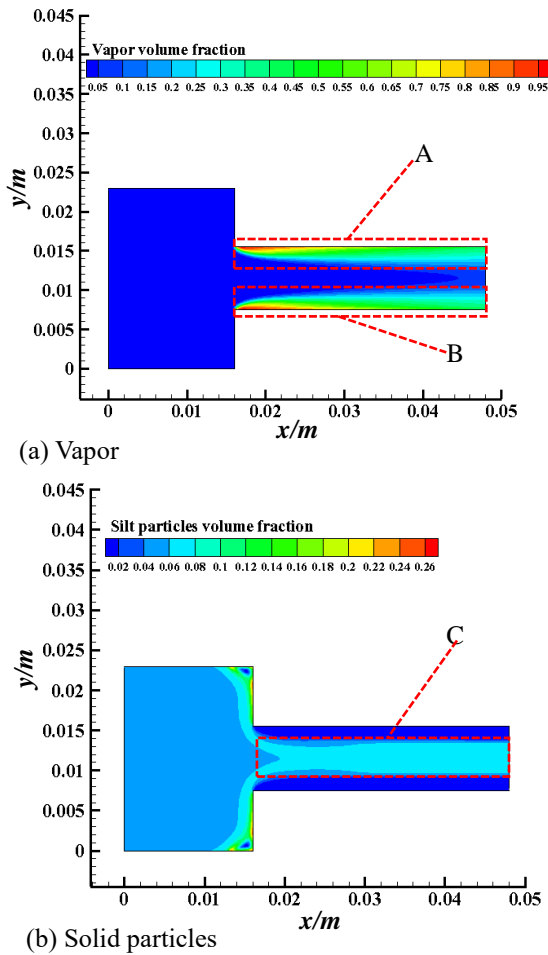 0.045
Vapor volume fraction
0.04
0.05 0.1 0.15 0.2 0.25 0.3 0.35 0.4 0.45 0.5 0.55 0.6 0.65 0.7 0.75 0.8 0.85 0.9 0.95
0.035
0.03
A
y/m
0.025
0.02
0.015
0.01
0.005
B
0
0 0.01 0.02 0.03 0.04 0.05
x/m
(a) Vapor
0.045
Silt particles volume fraction
0.04
0.02 0.04 0.06 0.08 0.1 0.12 0.14 0.16 0.18 0.2 0.22 0.24 0.26
0.035
0.03
C
y/m
0.025
0.02
0.015
0.01
0.005
0
0 0.01 0.02 0.03 0.04 0.05
x/m
(b) Solid particles